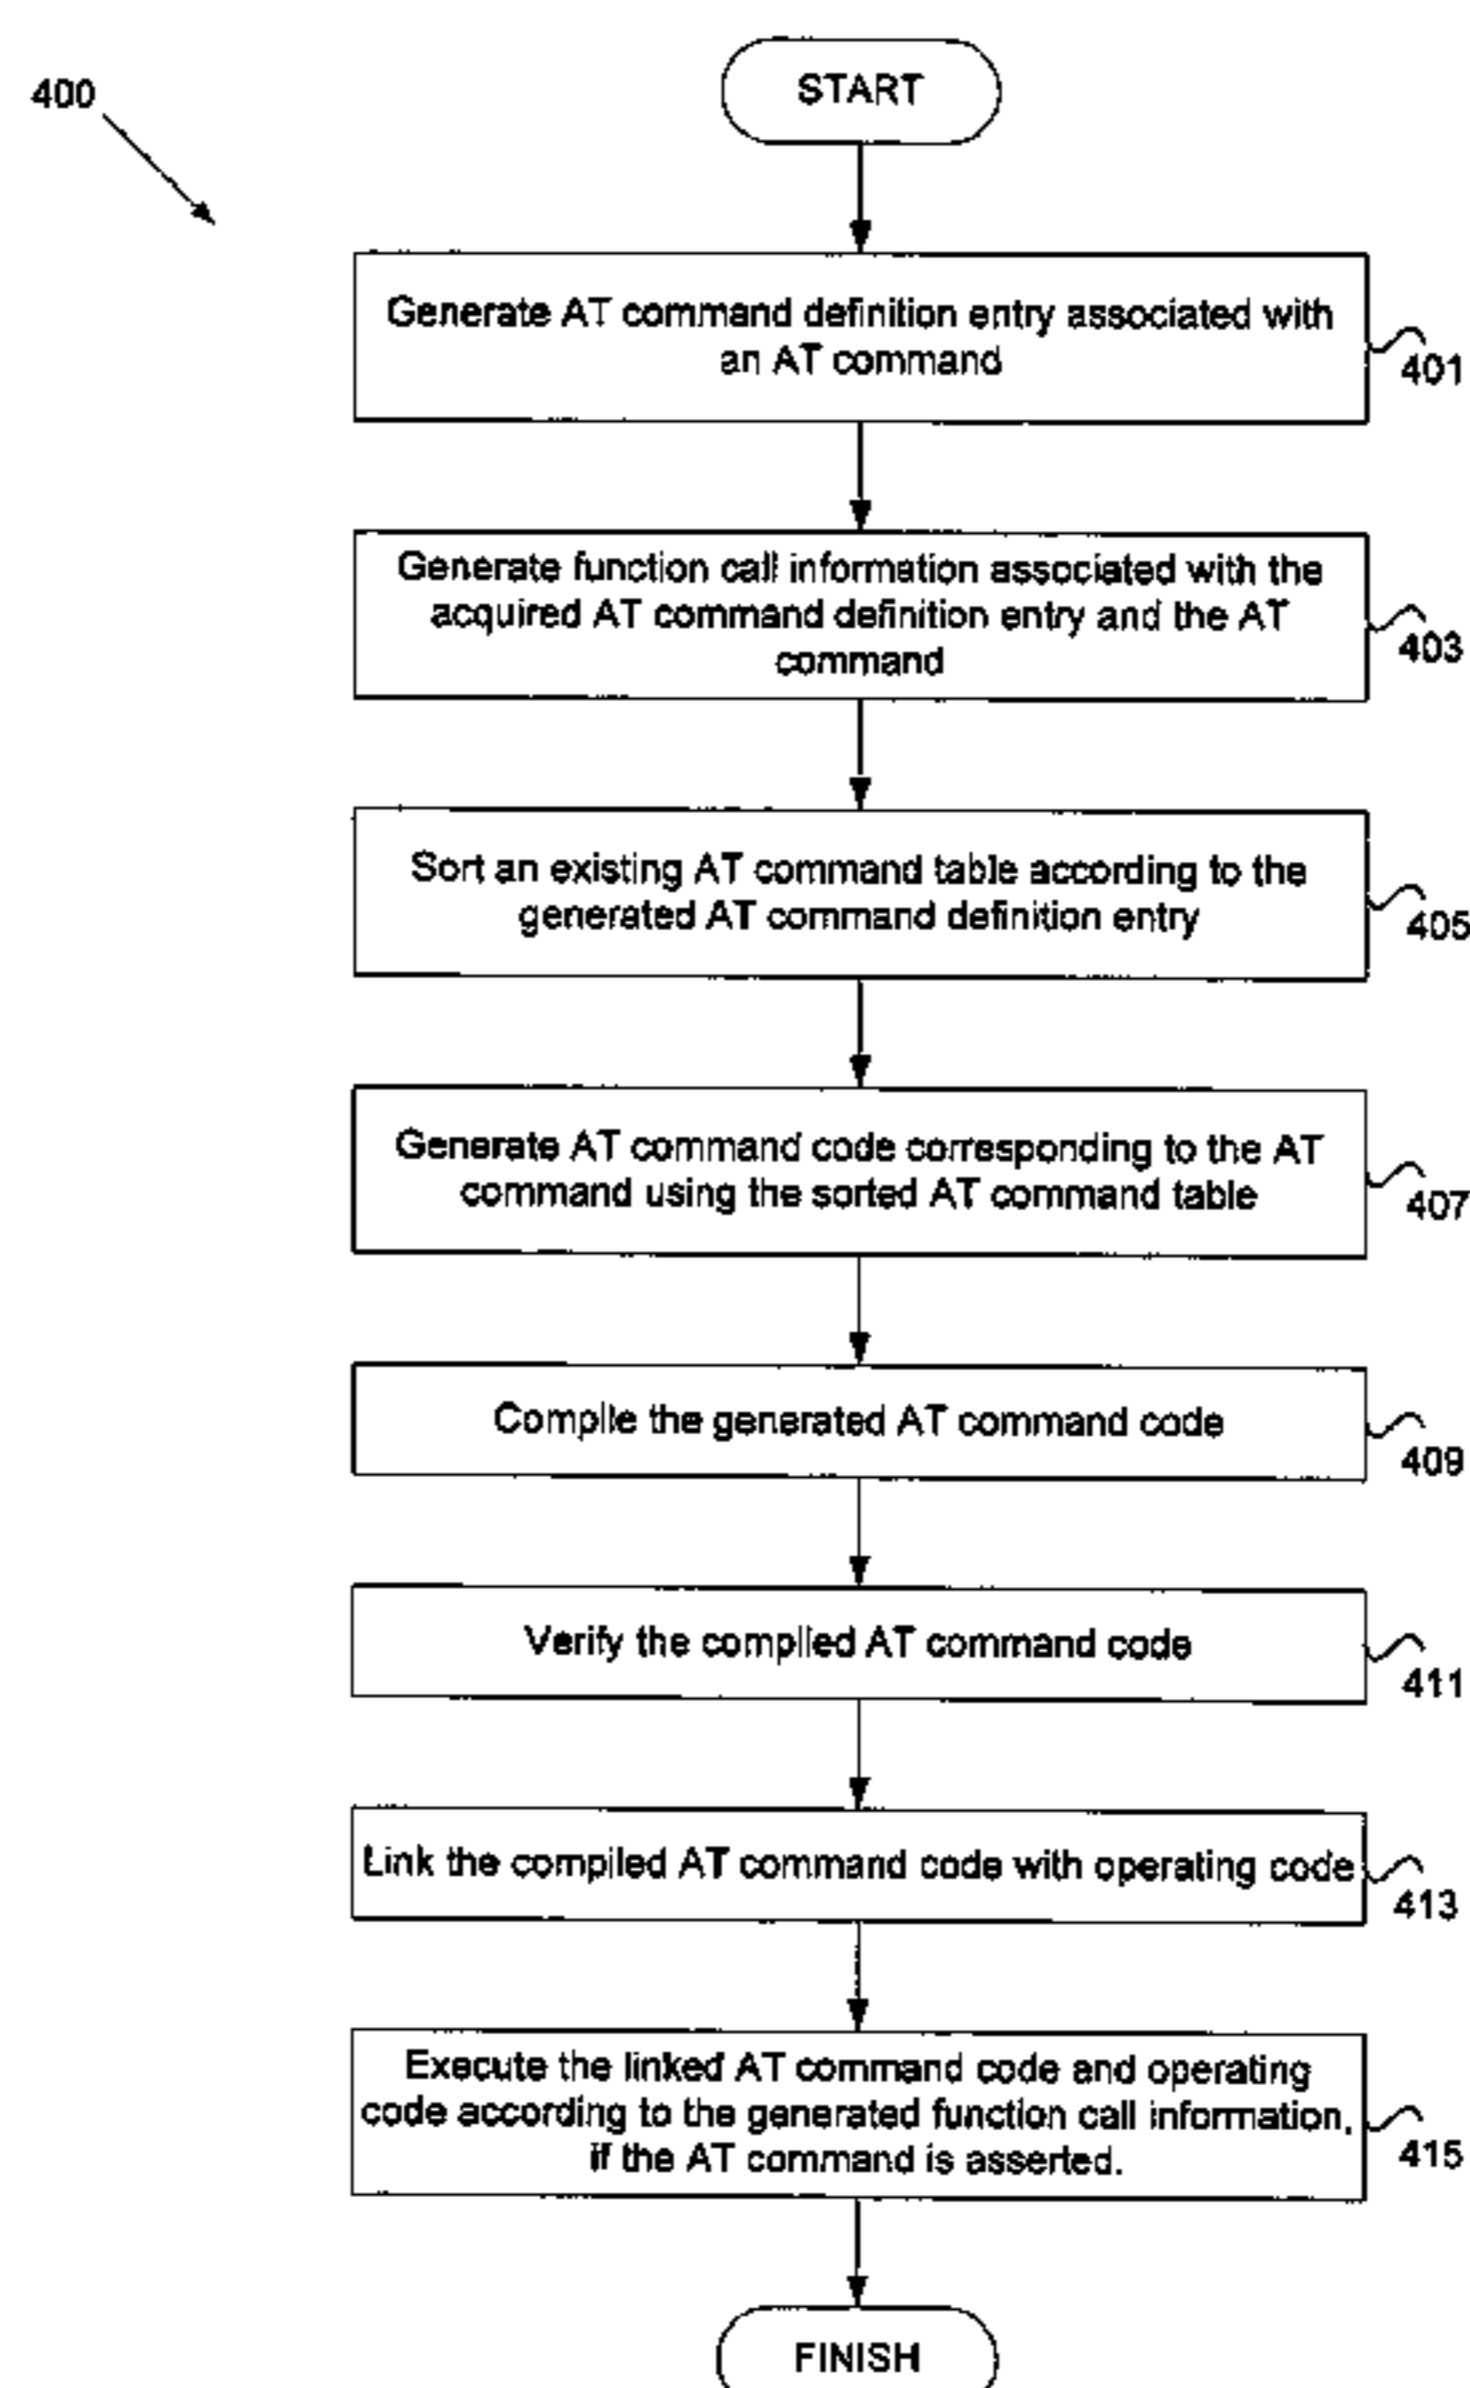 START
400
Generate AT command definition entry associated with
an AT command
401
Generate function call information associated with the
acquired AT command definition entry and the AT
command
403
Sort an existing AT command table according to the
generated AT command definition entry
405
Generate AT command code corresponding to the AT
command using the sorted AT command table
407
Compile the generated AT command code
409
Verify the compiled AT command code
411
Link the compiled AT command code with operating code
413
Execute the linked AT command code and operating
code according to the generated function call information,
if the AT command is asserted.
415
FINISH